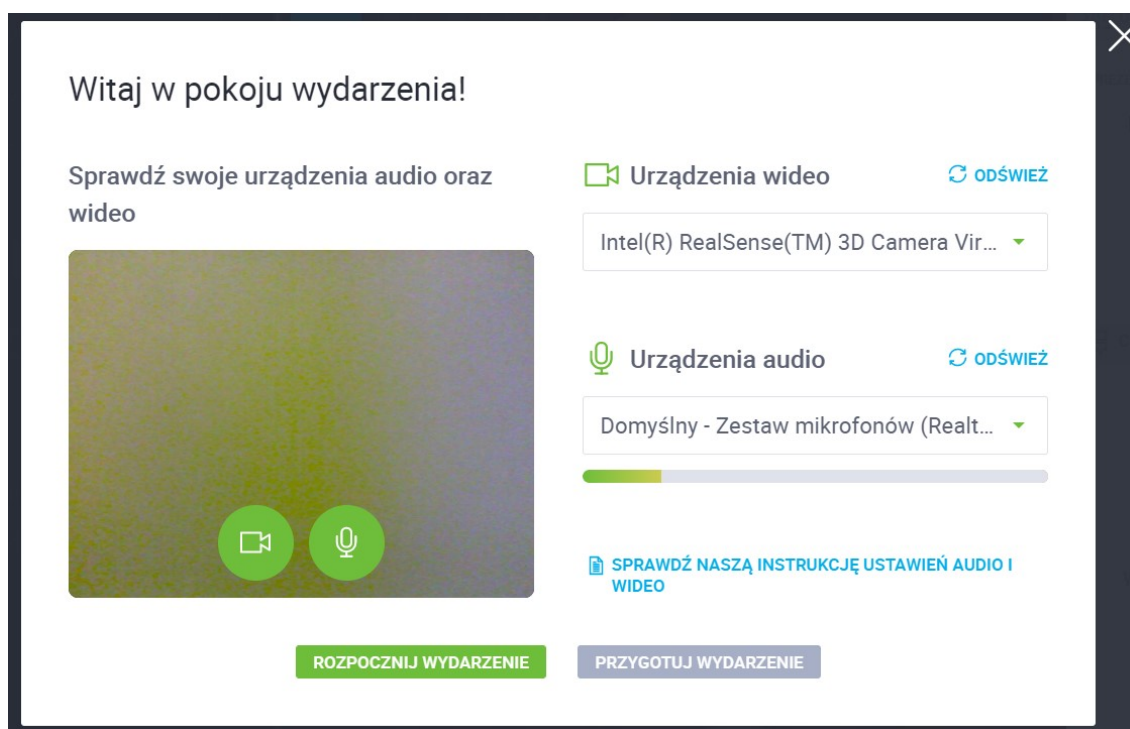 Witaj w pokoju wydarzenia!
Sprawdź swoje urządzenia audio oraz
wideo
Urządzenia wideo
ODŚWIEŻ
Intel(R) RealSense(TM) 3D Camera Vir...
Urządzenia audio
ODŚWIEŻ
Domyślny - Zestaw mikrofonów (Realt...
SPRAWDŹ NASZĄ INSTRUKCJĘ USTAWIEŃ AUDIO I
WIDEO
ROZPOCZNIJ WYDARZENIE
PRZYGOTUJ WYDARZENIE